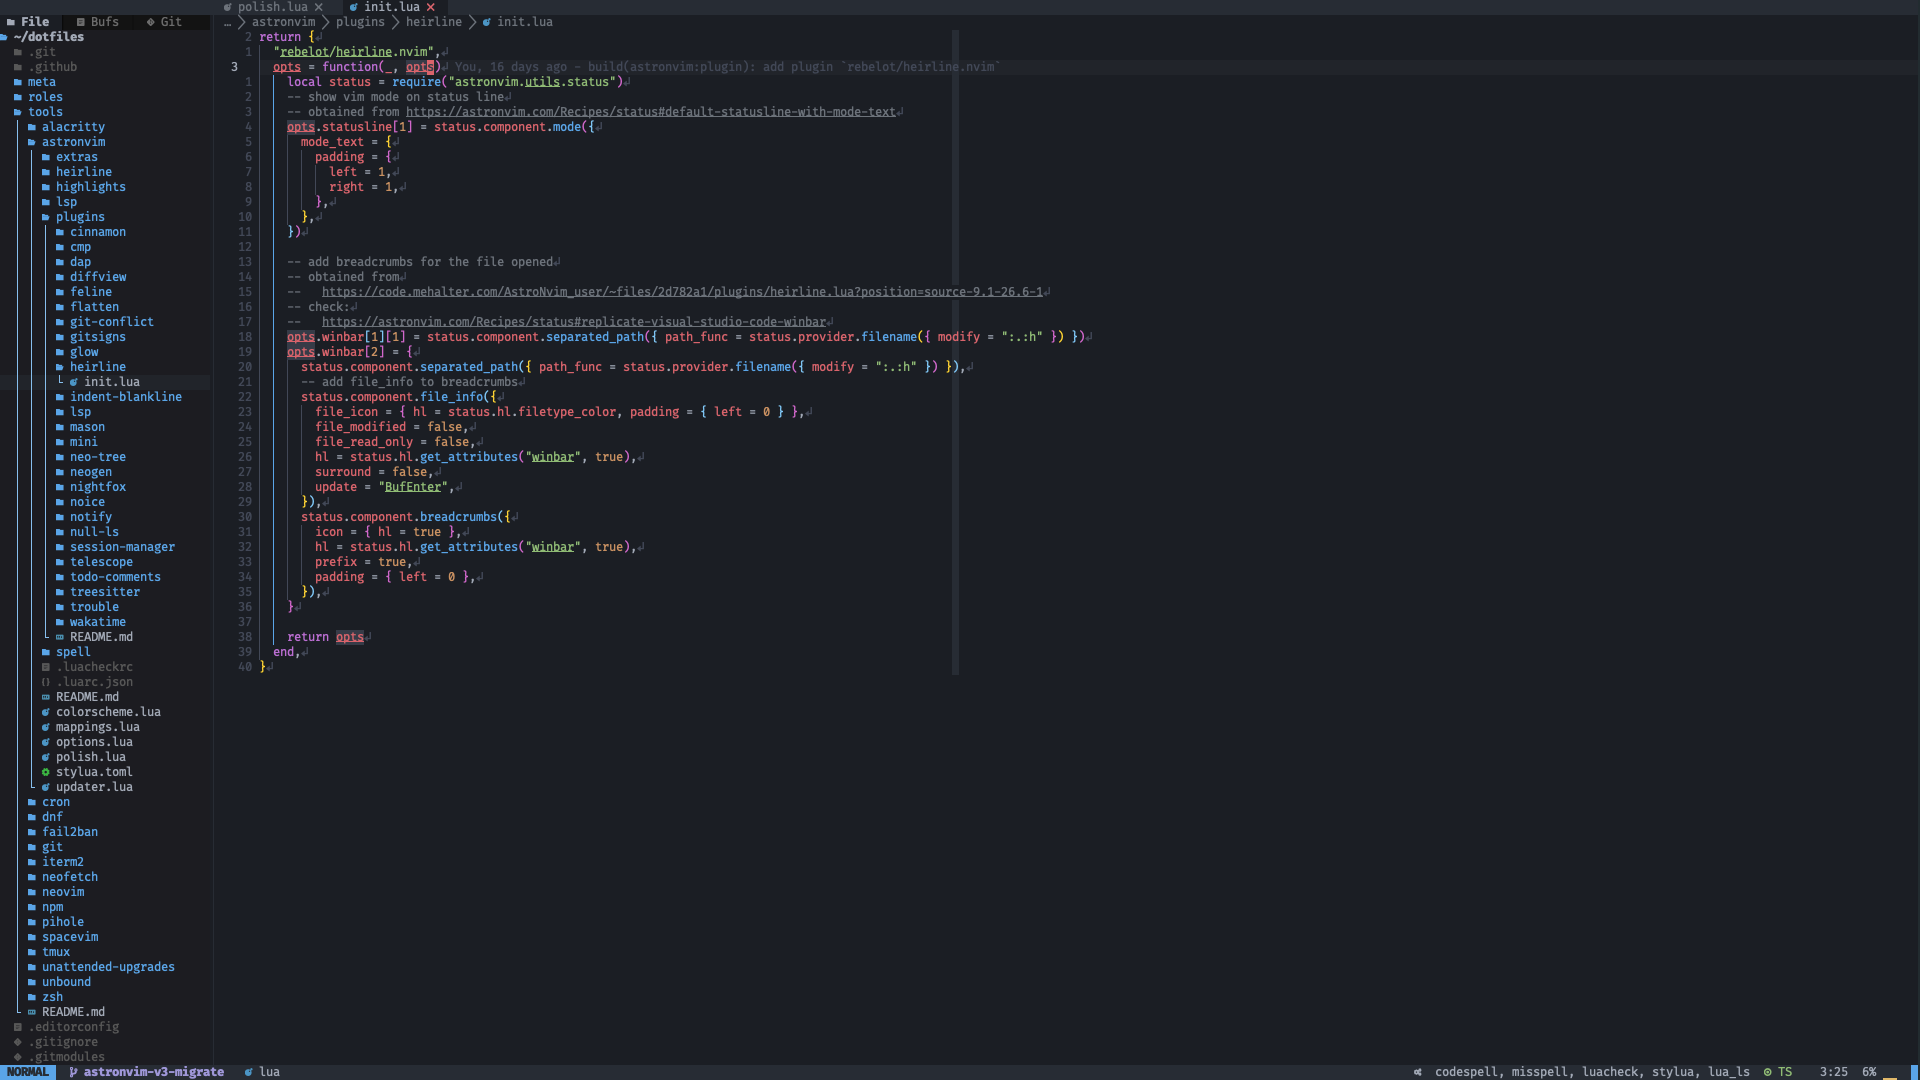 polish.lua
init.lua
File Bufs Git
… astronvim plugins heirline init.lua
~/dotfiles
.git
.github
meta
roles
tools
alacritty
astronvim
extras
heirline
highlights
lsp
plugins
cinnamon
cmp
dap
diffview
feline
flatten
git-conflict
gitsigns
glow
heirline
init.lua
indent-blankline
lsp
mason
mini
neo-tree
neogen
nightfox
noice
notify
null-ls
session-manager
telescope
todo-comments
treesitter
trouble
wakatime
README.md
spell
.luacheckrc
.luarc.json
README.md
colorscheme.lua
mappings.lua
options.lua
polish.lua
stylua.toml
updater.lua
cron
dnf
fail2ban
git
iterm2
neofetch
neovim
npm
pihole
spacevim
tmux
unattended-upgrades
unbound
zsh
README.md
.editorconfig
.gitignore
.gitmodules
2 return {
1 "rebelot/heirline.nvim",
3 opts = function(_, opts) You, 16 days ago - build(astronvim:plugin): add plugin `rebelot/heirline.nvim`
1 local status = require("astronvim.utils.status")
2 -- show vim mode on status line
3 -- obtained from https://astronvim.com/Recipes/status#default-statusline-with-mode-text
4 opts.statusline[1] = status.component.mode({
5 mode_text = {
6 padding = {
7 left = 1,
8 right = 1,
9 },
10 },
11 })
12
13 -- add breadcrumbs for the file opened
14 -- obtained from
15 -- https://code.mehalter.com/AstroNvim_user/~files/2d782a1/plugins/heirline.lua?position=source-9.1-26.6-1
16 -- check:
17 -- https://astronvim.com/Recipes/status#replicate-visual-studio-code-winbar
18 opts.winbar[1][1] = status.component.separated_path({ path_func = status.provider.filename({ modify = ":.:h" }) })
19 opts.winbar[2] = {
20 status.component.separated_path({ path_func = status.provider.filename({ modify = ":.:h" }) }),
21 -- add file_info to breadcrumbs
22 status.component.file_info({
23 file_icon = { hl = status.hl.filetype_color, padding = { left = 0 } },
24 file_modified = false,
25 file_read_only = false,
26 hl = status.hl.get_attributes("winbar", true),
27 surround = false,
28 update = "BufEnter",
29 }),
30 status.component.breadcrumbs({
31 icon = { hl = true },
32 hl = status.hl.get_attributes("winbar", true),
33 prefix = true,
34 padding = { left = 0 },
35 }),
36 }
37
38 return opts
39 end,
40 }
NORMAL astronvim-v3-migrate lua codespell, misspell, luacheck, stylua, lua_ls TS 3:25 6%